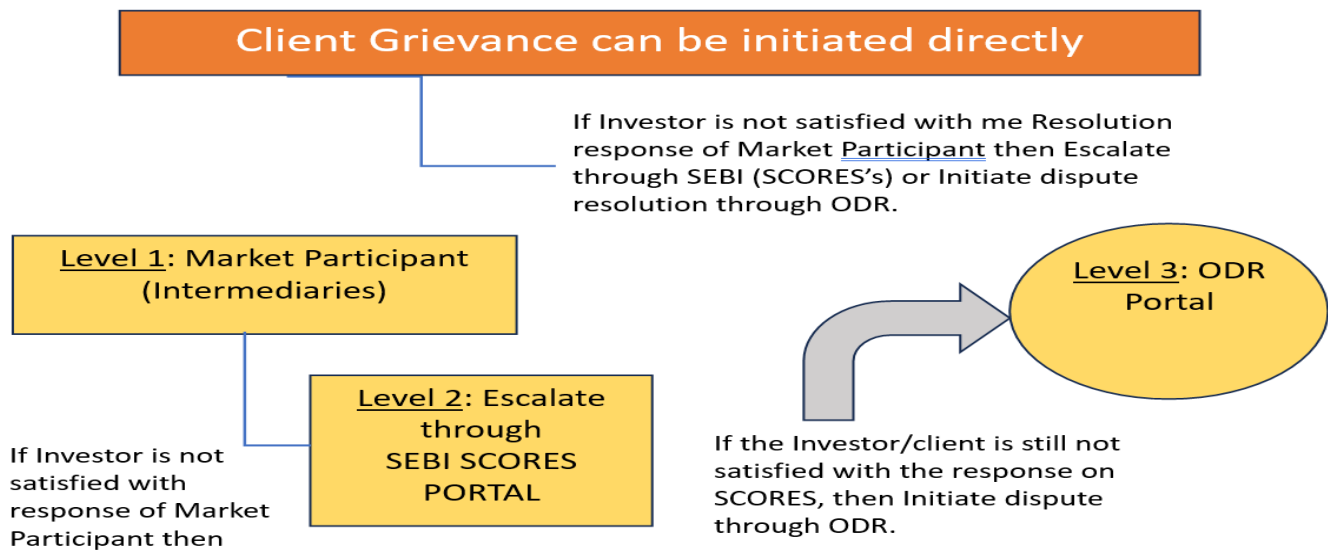 Client Grievance can be initiated directly
If Investor is not satisfied with me Resolution
response of Market Participant then Escalate
through SEBI (SCORES's) or Initiate dispute
resolution through ODR.
Level 1: Market Participant
(Intermediaries)
Level 3: ODR
Portal
Level 2: Escalate
through
SEBI SCORES
PORTAL
If Investor is not
satisfied with
response of Market
Participant then
If the Investor/client is still not
satisfied with the response on
SCORES, then Initiate dispute
through ODR.